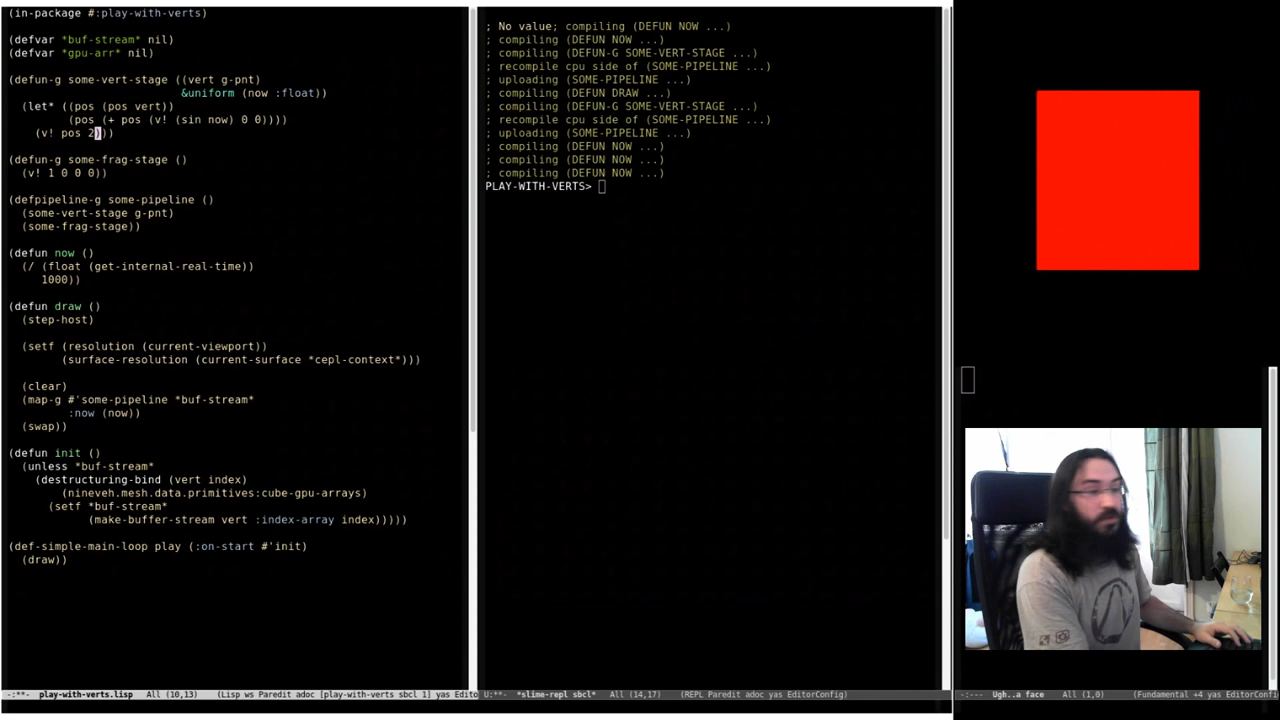 (in-package #:play-with-verts)
(defvar *buf-stream* nil)
(defvar *gpu-arr* nil)
(defun-g some-vert-stage ((vert g-pnt)
&uniform (now :float))
(let* ((pos (pos vert))
(pos (+ pos (v! (sin now) 0 0))))
(v! pos 2)))
(defun-g some-frag-stage ()
(v! 1 0 0 0))
(defpipeline-g some-pipeline ()
(some-vert-stage g-pnt)
(some-frag-stage))
(defun now ()
(/ (float (get-internal-real-time))
1000))
(defun draw ()
(step-host)
(setf (resolution (current-viewport))
(surface-resolution (current-surface *cepl-context*)))
(clear)
(map-g #'some-pipeline *buf-stream*
:now (now))
(swap))
(defun init ()
(unless *buf-stream*
(destructuring-bind (vert index)
(nineveh.mesh.data.primitives:cube-gpu-arrays)
(setf *buf-stream*
(make-buffer-stream vert :index-array index)))))
(def-simple-main-loop play (:on-start #'init)
(draw))
-:**- play-with-verts.lisp All (10,13) (Lisp ws Paredit adoc [play-with-verts sbcl 1] yas Edito
; No value; compiling (DEFUN NOW ...)
; compiling (DEFUN NOW ...)
; compiling (DEFUN-G SOME-VERT-STAGE ...)
; recompile cpu side of (SOME-PIPELINE ...)
; uploading (SOME-PIPELINE ...)
; compiling (DEFUN DRAW ...)
; compiling (DEFUN-G SOME-VERT-STAGE ...)
; recompile cpu side of (SOME-PIPELINE ...)
; uploading (SOME-PIPELINE ...)
; compiling (DEFUN NOW ...)
; compiling (DEFUN NOW ...)
; compiling (DEFUN NOW ...)
PLAY-WITH-VERTS>
U:**- *slime-repl sbcl* All (14,17) (REPL Paredit adoc yas EditorConfig)
-:--- Ugh..a face All (1,0) (Fundamental +4 yas EditorConfi